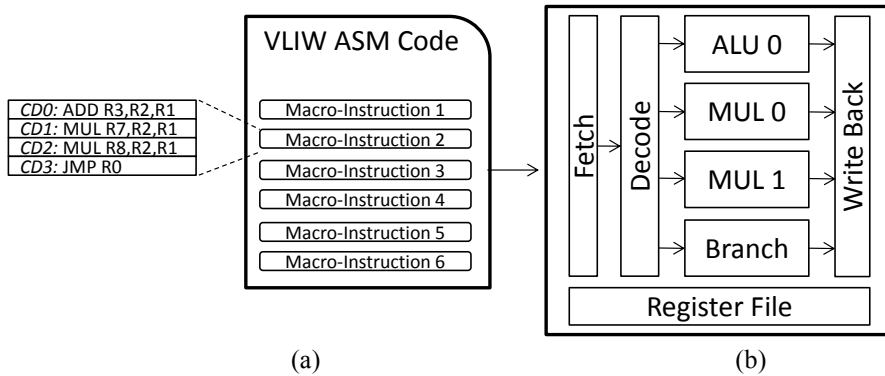 VLIW ASM Code
CD0: ADD R3,R2,R1
CD1: MUL R7,R2,R1
CD2: MUL R8,R2,R1
CD3: JMP R0
Macro-Instruction 1
Macro-Instruction 2
Macro-Instruction 3
Macro-Instruction 4
Macro-Instruction 5
Macro-Instruction 6
Fetch
Decode
ALU 0
MUL 0
MUL 1
Branch
Write Back
Register File
(a)
(b)